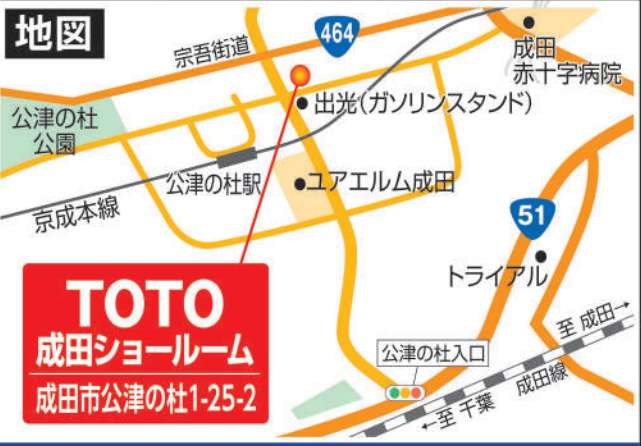 地図
464
宗吾街道
成田
赤十字病院
出光(ガソリンスタンド)
公津の杜
公園
公津の杜駅
ユアエルム成田
京成本線
51
トライアル
TOTO
成田ショールーム
成田市公津の杜1-25-2
公津の杜入口
至 成田→
成田線
←至 千葉